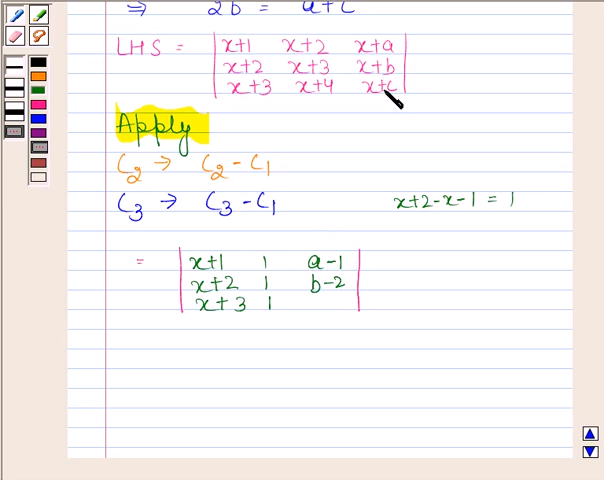 ⇒ 2b = a+c
LHS = | x+1 x+2 x+a |
| x+2 x+3 x+b |
| x+3 x+4 x+c |
Apply
C₂ → C₂ - C₁
C₃ → C₃ - C₁ x+2-x-1 = 1
= | x+1 1 a-1 |
| x+2 1 b-2 |
| x+3 1 |